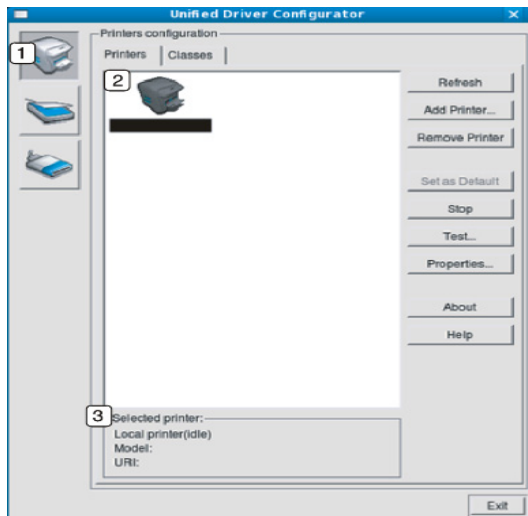 Unified Driver Configurator
Printers configuration
1
Printers Classes
2
Refresh
Add Printer...
Remove Printer
Set as Default
Stop
Test...
Properties...
About
Help
3
Selected printer:
Local printer(idle)
Model:
URI:
Exit